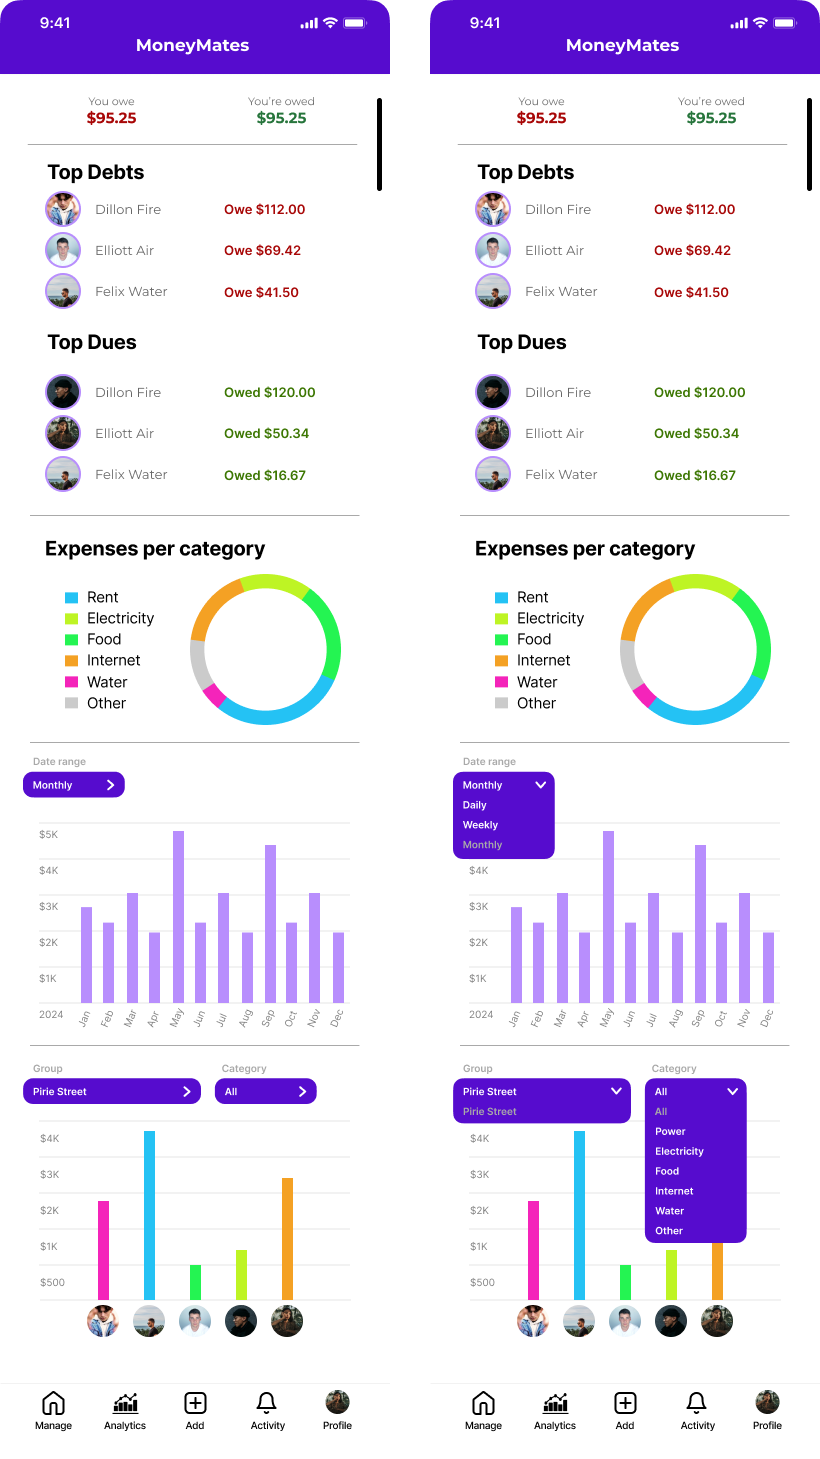 9:41
MoneyMates
You owe
$95.25
You're owed
$95.25
Top Debts
Dillon Fire
Owe $112.00
Elliott Air
Owe $69.42
Felix Water
Owe $41.50
Top Dues
Dillon Fire
Owed $120.00
Elliott Air
Owed $50.34
Felix Water
Owed $16.67
Expenses per category
Rent
Electricity
Food
Internet
Water
Other
Date range
Monthly
$5K
$4K
$3K
$2K
$1K
2024
Jan
Feb
Mar
Apr
May
Jun
Jul
Aug
Sep
Oct
Nov
Dec
Group
Pirie Street
Category
All
$4K
$3K
$2K
$1K
$500
Manage
Analytics
Add
Activity
Profile
9:41
MoneyMates
You owe
$95.25
You're owed
$95.25
Top Debts
Dillon Fire
Owe $112.00
Elliott Air
Owe $69.42
Felix Water
Owe $41.50
Top Dues
Dillon Fire
Owed $120.00
Elliott Air
Owed $50.34
Felix Water
Owed $16.67
Expenses per category
Rent
Electricity
Food
Internet
Water
Other
Date range
Monthly
Daily
Weekly
Monthly
$4K
$3K
$2K
$1K
2024
Jan
Feb
Mar
Apr
May
Jun
Jul
Aug
Sep
Oct
Nov
Dec
Group
Pirie Street
Pirie Street
Category
All
All
Power
Electricity
Food
Internet
Water
Other
$4K
$3K
$2K
$1K
$500
Manage
Analytics
Add
Activity
Profile